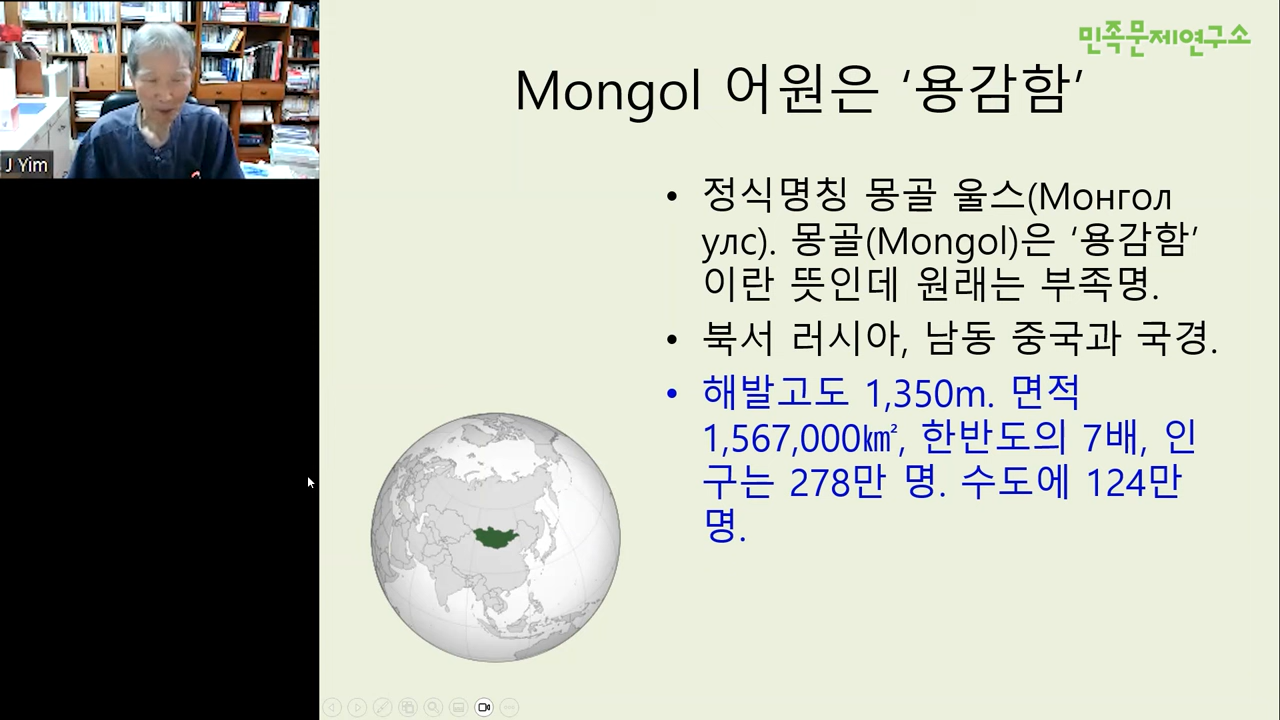 민족문제연구소
Mongol 어원은 ‘용감함’
J Yim
• 정식명칭 몽골 울스(Монгол
улс). 몽골(Mongol)은 ‘용감함’
이란 뜻인데 원래는 부족명.
• 북서 러시아, 남동 중국과 국경.
• 해발고도 1,350m. 면적
1,567,000㎢, 한반도의 7배, 인
구는 278만 명. 수도에 124만
명.